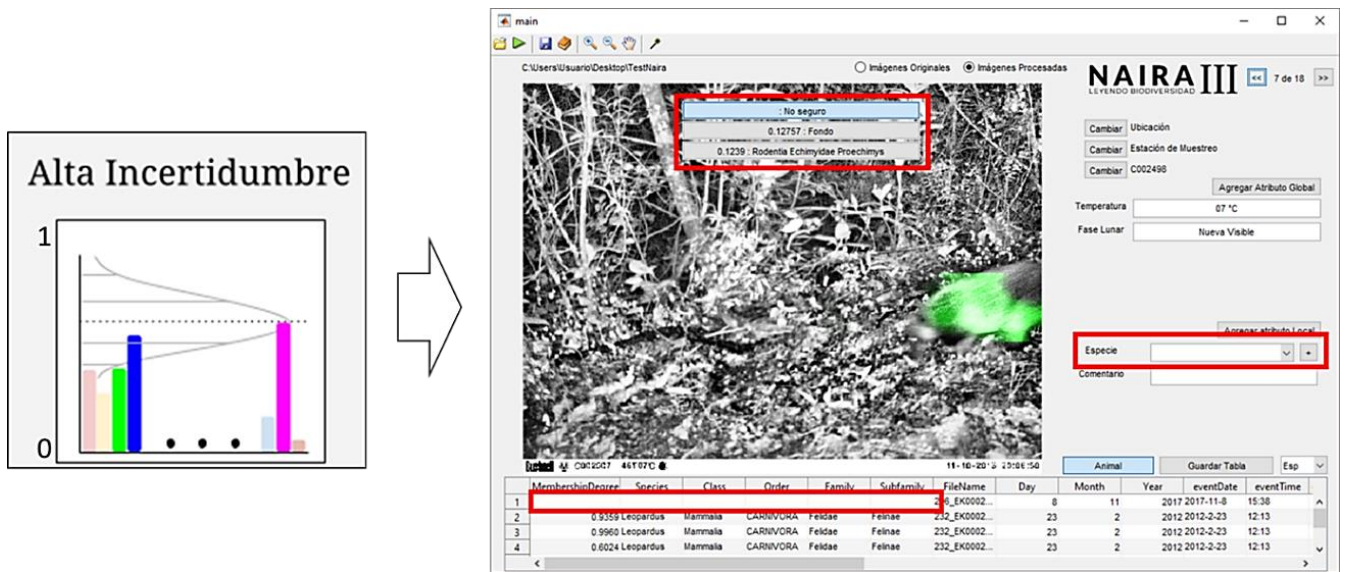 Alta Incertidumbre
1
0
main
C:\Users\Usuario\Desktop\TestNaira
Imágenes Originales
Imágenes Procesadas
NAIRA III
LEYENDO BIODIVERSIDAD
<<
7 de 18
>>
: No seguro
0.12757 : Fondo
0.1239 : Rodentia Echimyidae Proechimys
Cambiar Ubicación
Cambiar Estación de Muestreo
Cambiar C002498
Agregar Atributo Global
Temperatura 07 °C
Fase Lunar Nueva Visible
Agregar atributo Local
Especie
Comentario
Animal Guardar Tabla Esp
MembershipDegree Species Class Order Family Subfamily FileName Day Month Year eventDate eventTime
1 8 11 2017 2017-11-8 15:38
2 0.9359 Leopardus Mammalia CARNIVORA Felidae Felinae 232_EK0002... 23 2 2012 2012-2-23 12:13
3 0.9960 Leopardus Mammalia CARNIVORA Felidae Felinae 232_EK0002... 23 2 2012 2012-2-23 12:13
4 0.6024 Leopardus Mammalia CARNIVORA Felidae Felinae 232_EK0002... 23 2 2012 2012-2-23 12:13